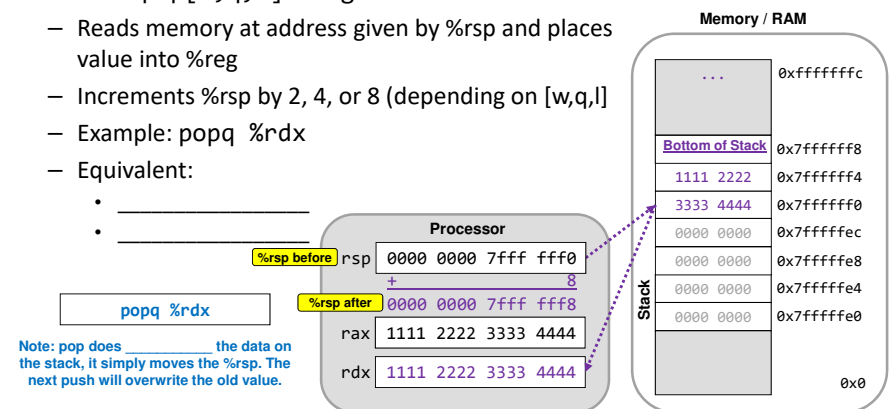 – Reads memory at address given by %rsp and places
value into %reg
– Increments %rsp by 2, 4, or 8 (depending on [w,q,l]
– Example: popq %rdx
– Equivalent:
• __________________
• __________________
popq %rdx
Note: pop does ___________ the data on
the stack, it simply moves the %rsp. The
next push will overwrite the old value.
Processor
%rsp before rsp 0000 0000 7fff fff0
+ 8
%rsp after 0000 0000 7fff fff8
rax 1111 2222 3333 4444
rdx 1111 2222 3333 4444
Memory / RAM
... 0xfffffffc
Bottom of Stack 0x7ffffff8
1111 2222 0x7ffffff4
3333 4444 0x7ffffff0
0000 0000 0x7fffffec
0000 0000 0x7fffffe8
0000 0000 0x7fffffe4
0000 0000 0x7fffffe0
Stack
0x0